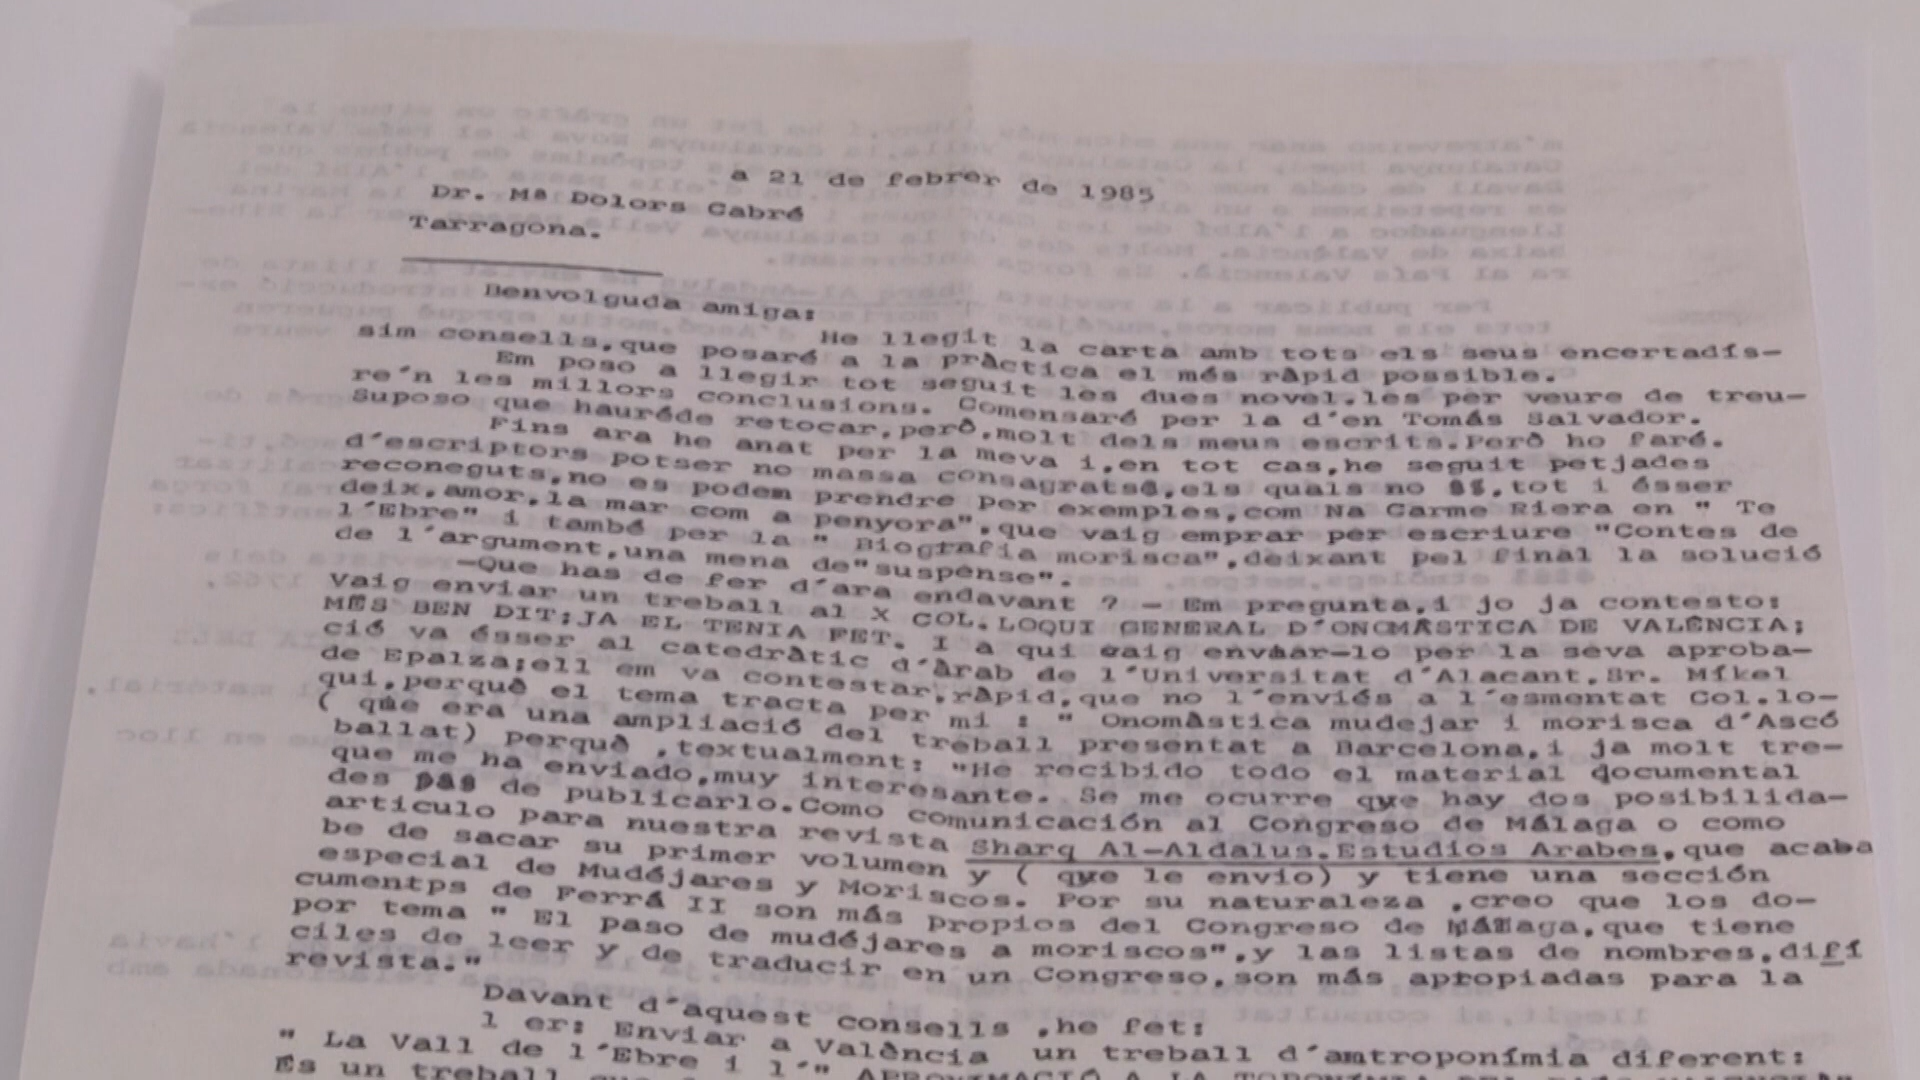 a 21 de febrer de 1985
Dr. Mª Dolors Cabré
Tarragona.
Benvolguda amiga:
He llegit la carta amb tots els seus encertadís-
sim consells,que posaré a la pràctica el més ràpid possible.
Em poso a llegir tot seguit les dues novel.les per veure de treu-
re'n les millors conclusions. Comensaré per la d'en Tomás Salvador.
Suposo que hauréde retocar,però,molt dels meus escrits.Però ho faré.
Fins ara he anat per la meva i,en tot cas,he seguit petjades
d'escriptors potser no massa consagrats,els quals no ,tot i ésser
reconeguts,no es podem prendre per exemples,com Na Carme Riera en " Te
deix,amor,la mar com a penyora",que vaig emprar per escriure "Contes de
l'Ebre" i també per la " Biografia morisca",deixant pel final la solució
de l'argument,una mena de"suspense".
-Que has de fer d'ara endavant ? - Em pregunta,i jo ja contesto:
Vaig enviar un treball al X COL.LOQUI GENERAL D'ONOMÀSTICA DE VALÈNCIA;
MÉS BEN DIT;JA EL TENIA FET. I a qui vaig enviar-lo per la seva aproba-
ció va ésser al catedràtic d'àrab de l'Universitat d'Alacant,Sr. Míkel
de Epalza;ell em va contestar,ràpid,que no l'enviés a l'esmentat Col.lo-
qui,perquè el tema tracta per mi : " Onomàstica mudejar i morisca d'Ascó
( que era una ampliació del treball presentat a Barcelona,i ja molt tre-
ballat) perquè ,textualment: "He recibido todo el material documental
que me ha enviado,muy interesante. Se me ocurre que hay dos posibilida-
des de publicarlo.Como comunicación al Congreso de Málaga o como
articulo para nuestra revista Sharq Al-Aldalus.Estudios Arabes,que acaba
be de sacar su primer volumen y ( que le envio) y tiene una sección
especial de Mudéjares y Moriscos. Por su naturaleza ,creo que los do-
cumentps de Ferrá II son más propios del Congreso de Málaga,que tiene
por tema " El paso de mudéjares a moriscos",y las listas de nombres,difí
ciles de leer y de traducir en un Congreso,son más apropiadas para la
revista."
Davant d'aquest consells ,he fet:
1 er: Enviar a València un treball d'amtroponímia diferent:
" La Vall de l'Ebre i l'" APROXIMACIÓ A LA TOPONÍMIA DEL
És un treball que